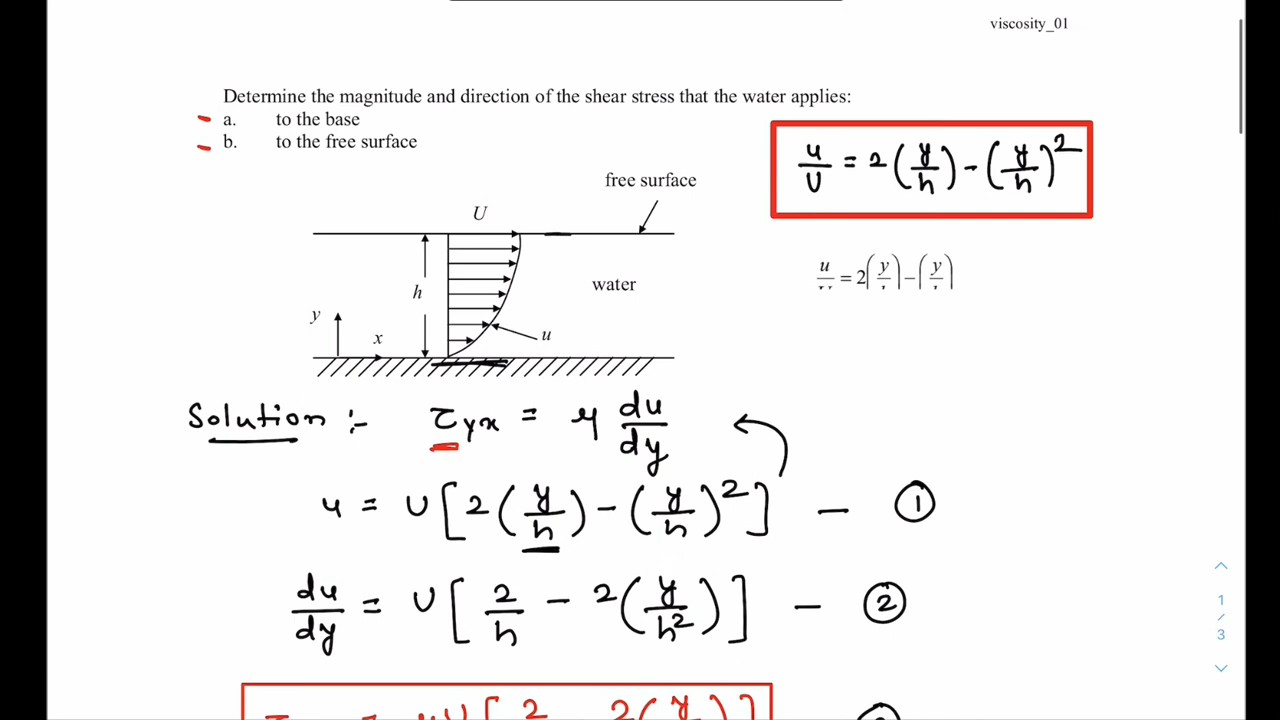 viscosity_01
Determine the magnitude and direction of the shear stress that the water applies:
a. to the base
b. to the free surface
u/U = 2(y/h) - (y/h)^2
free surface
U
u = 2(y) - (y)
h
water
y
x
u
Solution :- τyx = μ du/dy
u = U[2(y/h) - (y/h)^2] - ①
du/dy = U[2/h - 2(y/h^2)] - ②
1
/
3